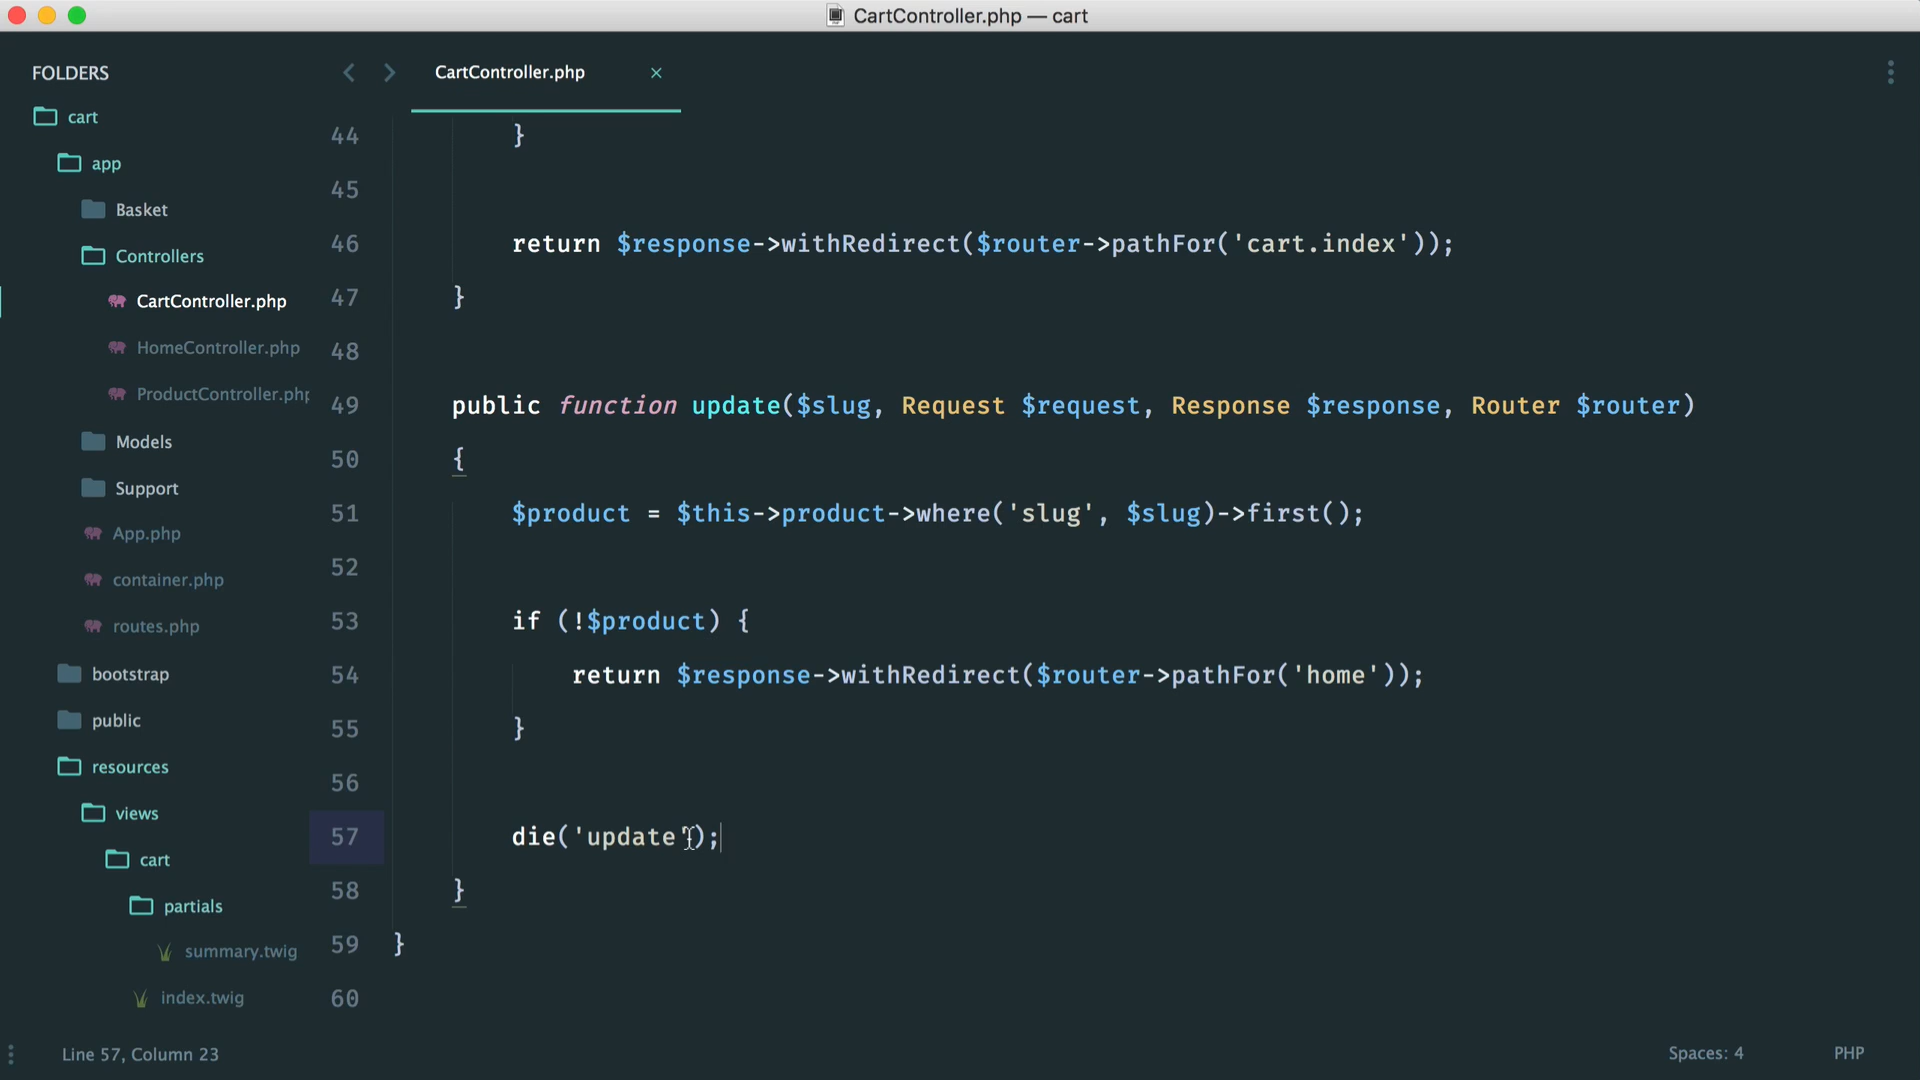 CartController.php — cart
FOLDERS
cart
app
Basket
Controllers
CartController.php
HomeController.php
ProductController.php
Models
Support
App.php
container.php
routes.php
bootstrap
public
resources
views
cart
partials
summary.twig
index.twig
CartController.php ×
44 }
45
46 return $response->withRedirect($router->pathFor('cart.index'));
47 }
48
49 public function update($slug, Request $request, Response $response, Router $router)
50 {
51 $product = $this->product->where('slug', $slug)->first();
52
53 if (!$product) {
54 return $response->withRedirect($router->pathFor('home'));
55 }
56
57 die('update');
58 }
59 }
60
Line 57, Column 23
Spaces: 4
PHP